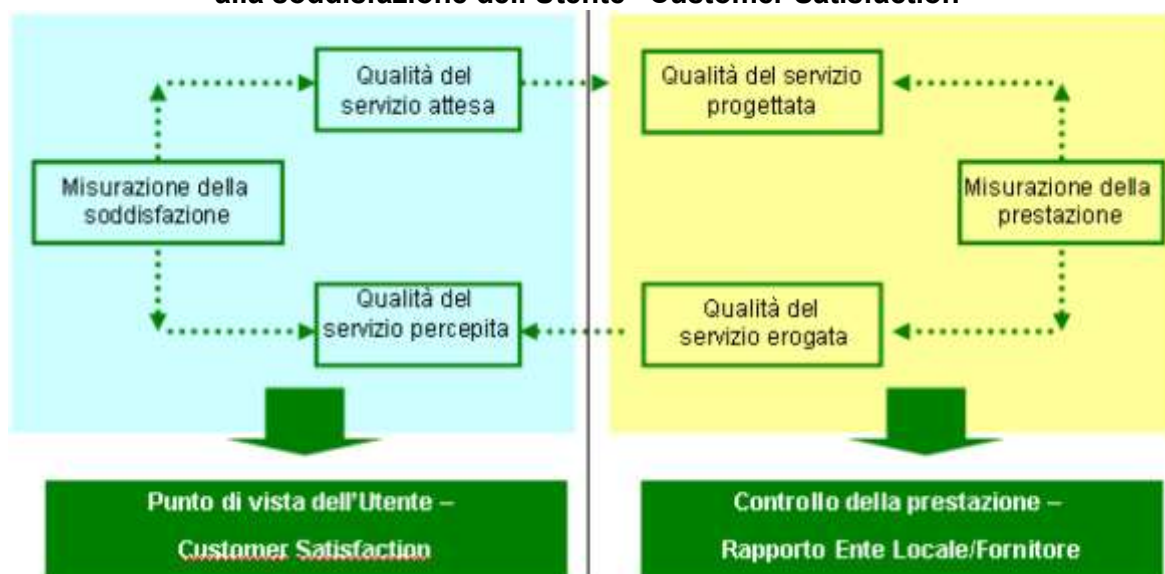 alla soddisfazione dell'Utente - Customer Satisfaction
Qualità del
servizio attesa
Qualità del servizio
progettata
Misurazione della
soddisfazione
Misurazione della
prestazione
Qualità del
servizio percepita
Qualità del
servizio erogata
Punto di vista dell'Utente –
Customer Satisfaction
Controllo della prestazione –
Rapporto Ente Locale/Fornitore